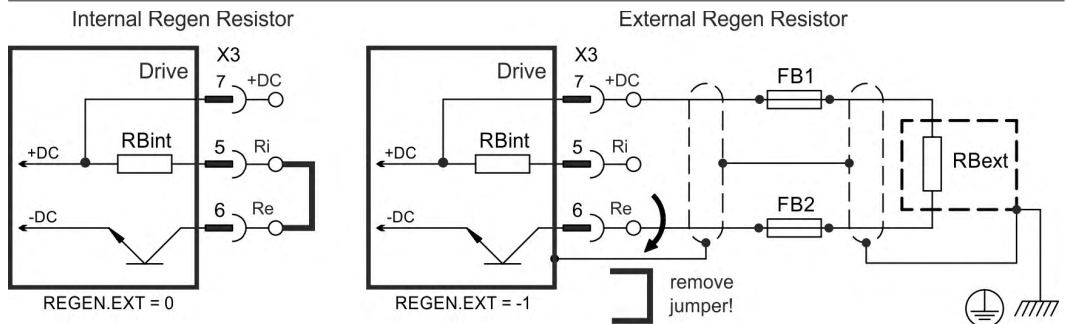 Internal Regen Resistor
External Regen Resistor
X3
Drive
7
+DC
+DC
RBint
5
Ri
-DC
6
Re
REGEN.EXT = 0
X3
Drive
7
+DC
FB1
+DC
RBint
5
Ri
RBext
-DC
6
Re
FB2
REGEN.EXT = -1
remove
jumper!